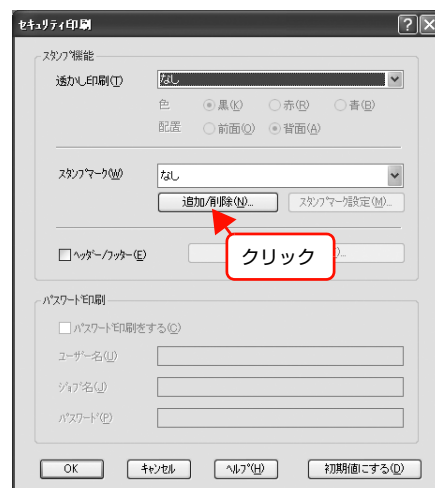 セキュリティ印刷
スタンプ機能
透かし印刷(T) なし
色 黒(K) 赤(R) 青(B)
配置 前面(O) 背面(A)
スタンプマーク(W) なし
追加/削除(N)... スタンプマーク設定(M)...
ヘッダー/フッター(E)
クリック
パスワード印刷
パスワード印刷をする(C)
ユーザー名(U)
ジョブ名(J)
パスワード(P)
OK キャンセル ヘルプ(H) 初期値にする(D)